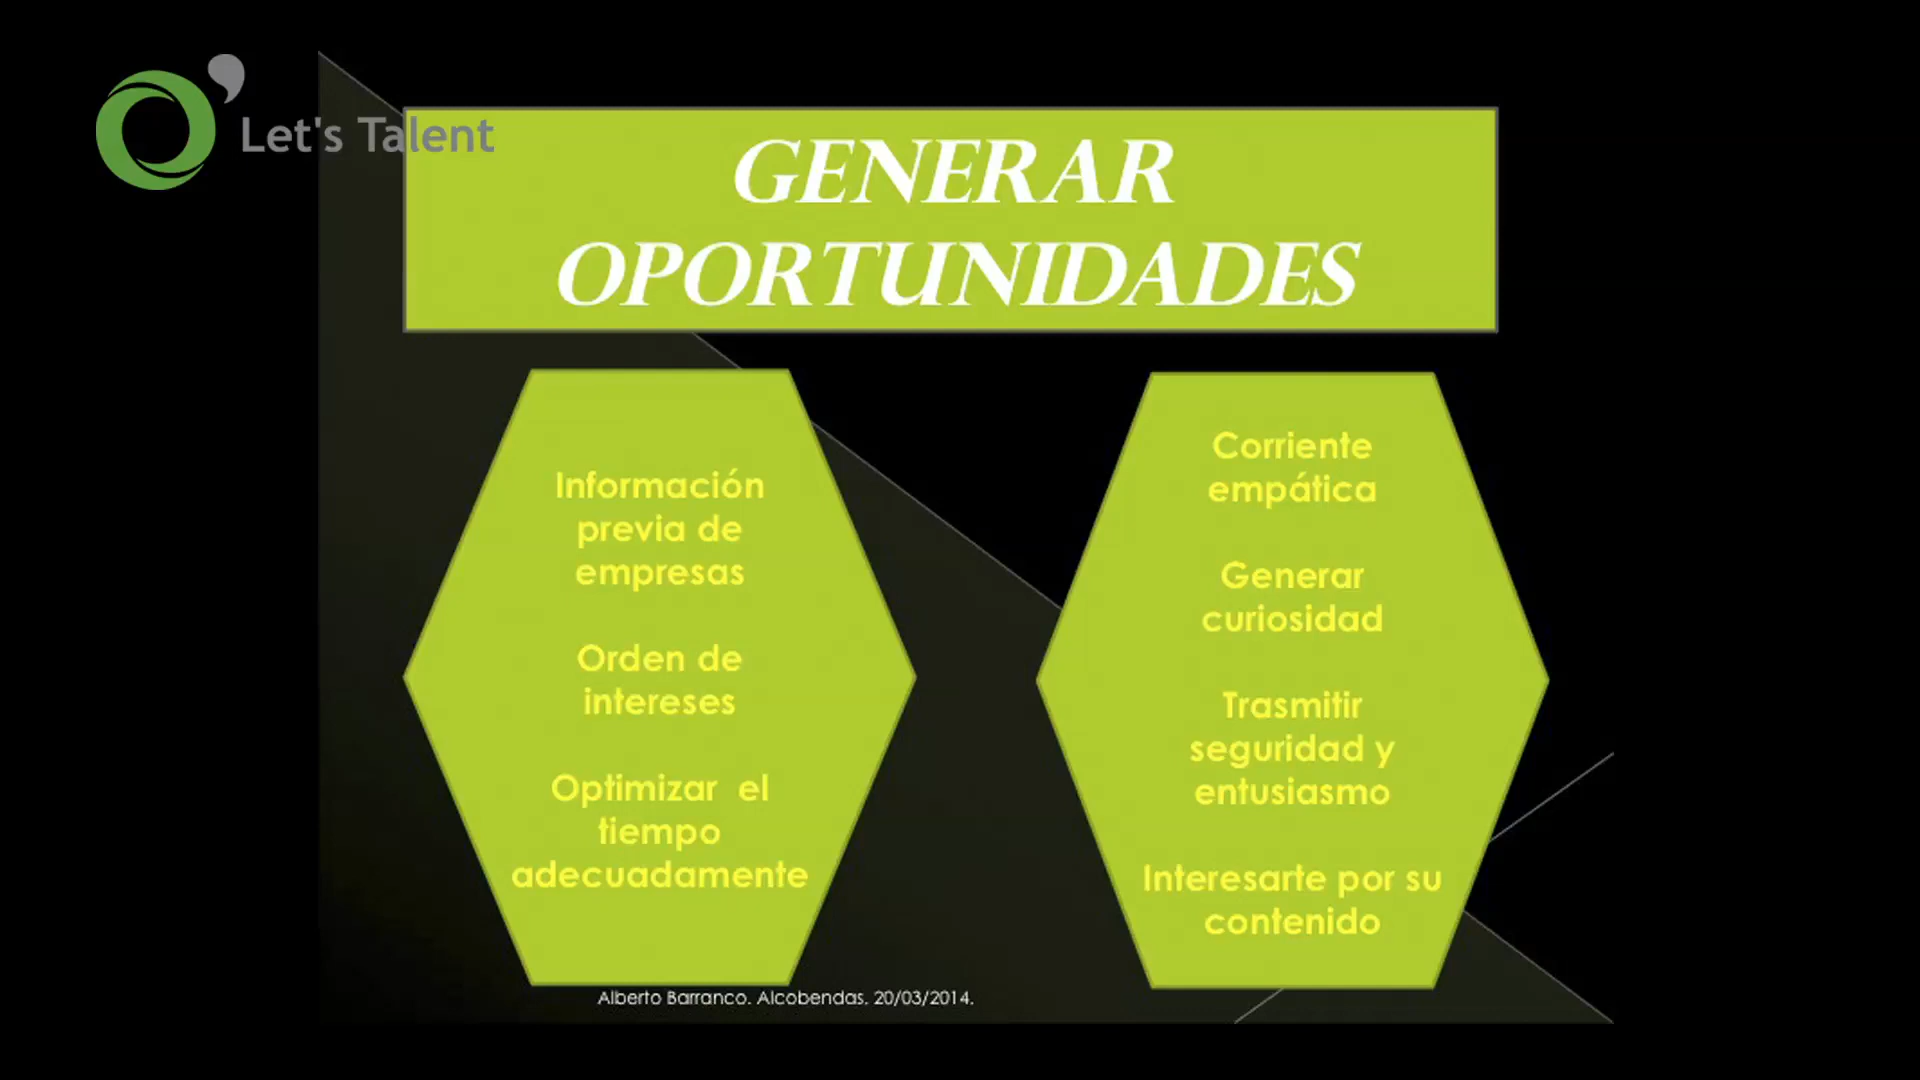 Let's Talent
GENERAR
OPORTUNIDADES
Información
previa de
empresas
Orden de
intereses
Optimizar el
tiempo
adecuadamente
Corriente
empática
Generar
curiosidad
Trasmitir
seguridad y
entusiasmo
Interesarte por su
contenido
Alberto Barranco. Alcobendas. 20/03/2014.